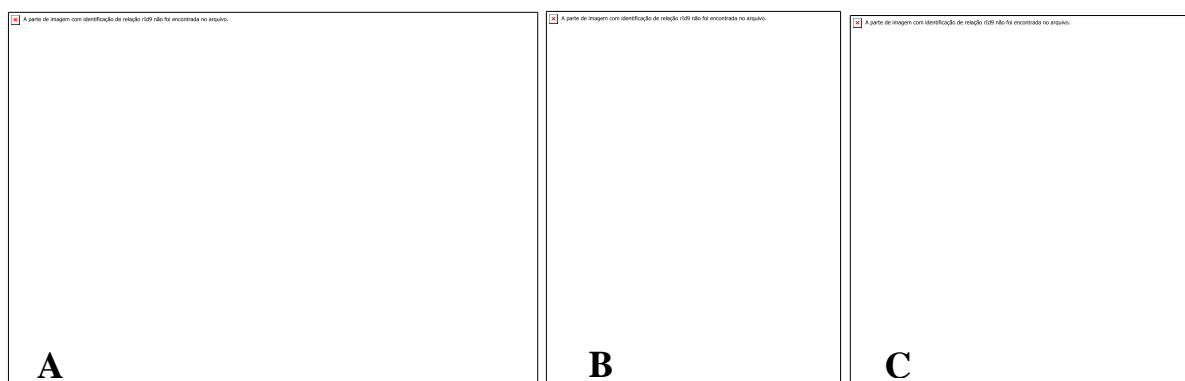 A parte de imagem com identificação de relação rId9 não foi encontrada no arquivo.
A parte de imagem com identificação de relação rId9 não foi encontrada no arquivo.
A parte de imagem com identificação de relação rId9 não foi encontrada no arquivo.
A
B
C